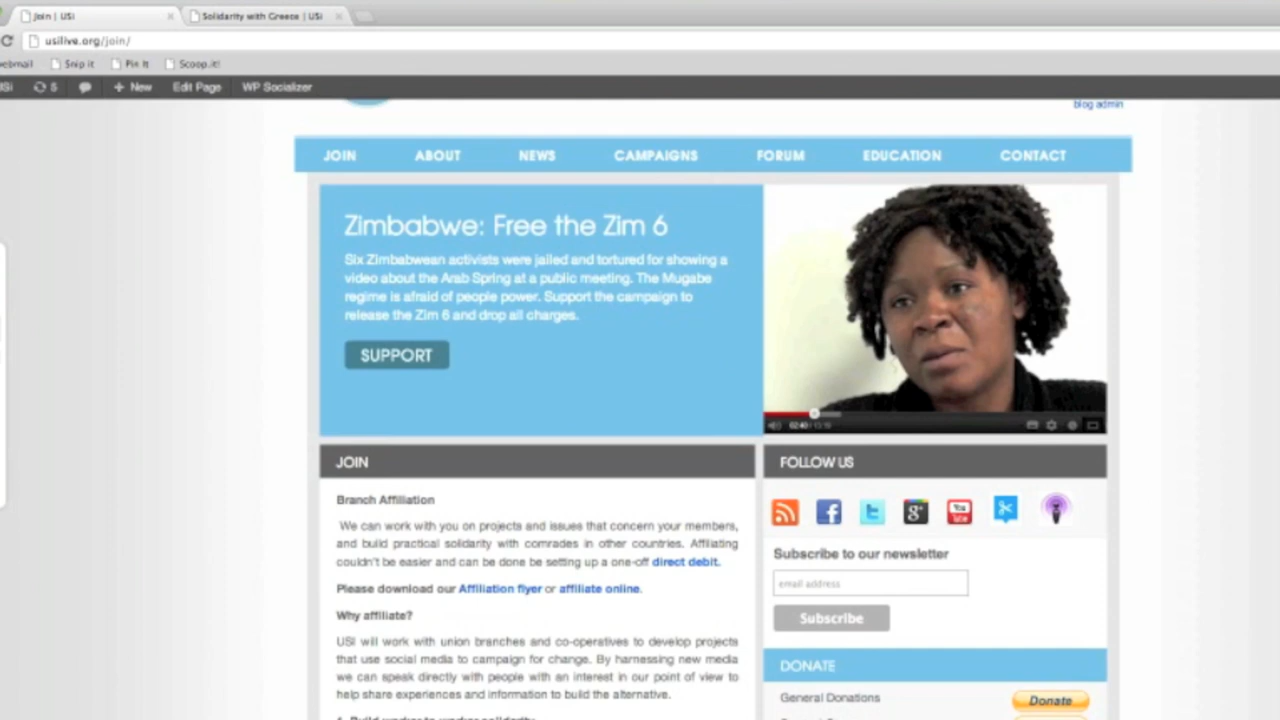 Join | USi
Solidarity with Greece | USi
usilive.org/join/
Snip it
Pin It
Scoop.it!
5
New
Edit Page
WP Socializer
blog admin
JOIN
ABOUT
NEWS
CAMPAIGNS
FORUM
EDUCATION
CONTACT
Zimbabwe: Free the Zim 6
Six Zimbabwean activists were jailed and tortured for showing a
video about the Arab Spring at a public meeting. The Mugabe
regime is afraid of people power. Support the campaign to
release the Zim 6 and drop all charges.
SUPPORT
JOIN
Branch Affiliation
We can work with you on projects and issues that concern your members,
and build practical solidarity with comrades in other countries. Affiliating
couldn't be easier and can be done be setting up a one-off direct debit.
Please download our Affiliation flyer or affiliate online.
Why affiliate?
USI will work with union branches and co-operatives to develop projects
that use social media to campaign for change. By harnessing new media
we can speak directly with people with an interest in our point of view to
help share experiences and information to build the alternative.
FOLLOW US
You
Tube
Subscribe to our newsletter
email address
Subscribe
DONATE
General Donations
Donate